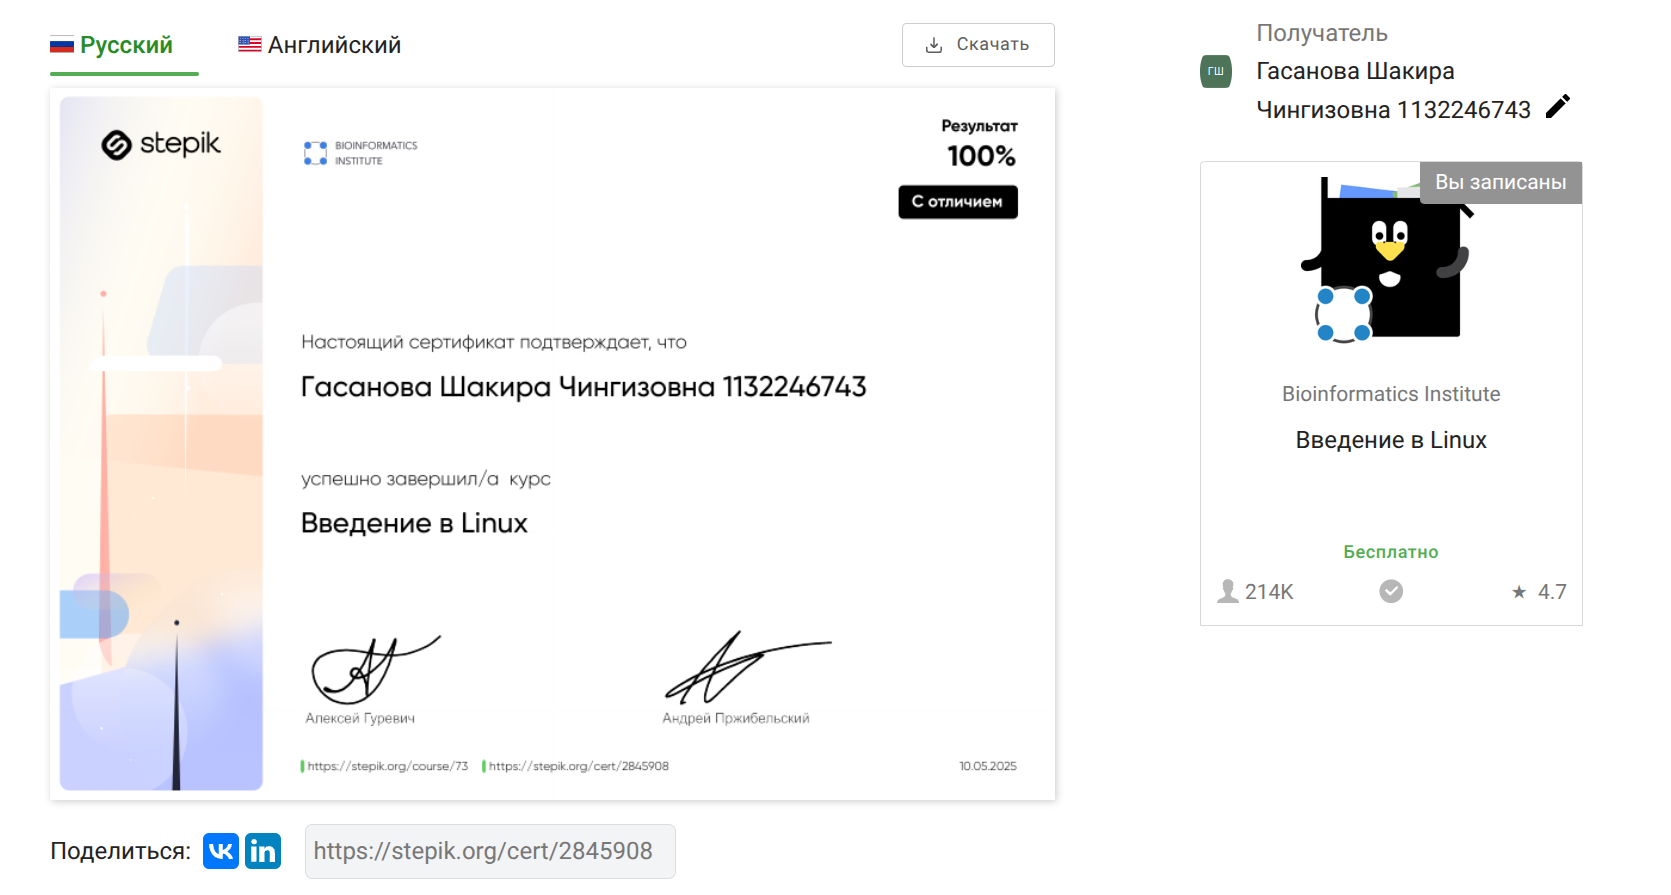 Русский
Английский
Скачать
stepik
BIOINFORMATICS
INSTITUTE
Результат
100%
С отличием
Настоящий сертификат подтверждает, что
Гасанова Шакира Чингизовна 1132246743
успешно завершил/а курс
Введение в Linux
Алексей Гуревич
Андрей Пржибельский
https://stepik.org/course/73
https://stepik.org/cert/2845908
10.05.2025
Поделиться:
https://stepik.org/cert/2845908
Получатель
ГШ
Гасанова Шакира
Чингизовна 1132246743
Вы записаны
Bioinformatics Institute
Введение в Linux
Бесплатно
214K
4.7